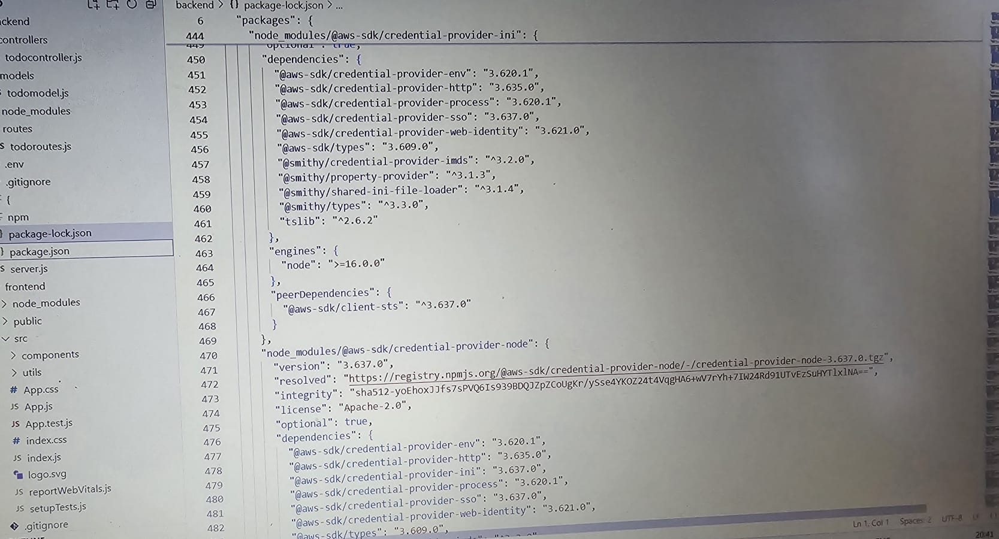 backend > {} package-lock.json > ...
6 "packages": {
444 "node_modules/@aws-sdk/credential-provider-ini": {
449 "optional": true,
450 "dependencies": {
451 "@aws-sdk/credential-provider-env": "3.620.1",
452 "@aws-sdk/credential-provider-http": "3.635.0",
453 "@aws-sdk/credential-provider-process": "3.620.1",
454 "@aws-sdk/credential-provider-sso": "3.637.0",
455 "@aws-sdk/credential-provider-web-identity": "3.621.0",
456 "@aws-sdk/types": "3.609.0",
457 "@smithy/credential-provider-imds": "^3.2.0",
458 "@smithy/property-provider": "^3.1.3",
459 "@smithy/shared-ini-file-loader": "^3.1.4",
460 "@smithy/types": "^3.3.0",
461 "tslib": "^2.6.2"
462 },
463 "engines": {
464 "node": ">=16.0.0"
465 },
466 "peerDependencies": {
467 "@aws-sdk/client-sts": "^3.637.0"
468 }
469 },
470 "node_modules/@aws-sdk/credential-provider-node": {
471 "version": "3.637.0",
472 "resolved": "https://registry.npmjs.org/@aws-sdk/credential-provider-node/-/credential-provider-node-3.637.0.tgz",
473 "integrity": "sha512-yoEhoxJJfs7sPVQ6Is939BDQJZpZCoUgKr/ySse4YKOZ24t4VqgHA6+wV7rYh+7IW24Rd91UTvEzSuHYTlxlNA==",
474 "license": "Apache-2.0",
475 "optional": true,
476 "dependencies": {
477 "@aws-sdk/credential-provider-env": "3.620.1",
478 "@aws-sdk/credential-provider-http": "3.635.0",
479 "@aws-sdk/credential-provider-ini": "3.637.0",
480 "@aws-sdk/credential-provider-process": "3.620.1",
481 "@aws-sdk/credential-provider-sso": "3.637.0",
482 "@aws-sdk/credential-provider-web-identity": "3.621.0",
"@aws-sdk/types": "3.609.0",
ckend
controllers
todocontroller.js
models
todomodel.js
node_modules
routes
S todoroutes.js
.env
.gitignore
{
npm
} package-lock.json
} package.json
S server.js
frontend
> node_modules
> public
src
> components
> utils
# App.css
JS App.js
JS App.test.js
# index.css
JS index.js
logo.svg
JS reportWebVitals.js
JS setupTests.js
.gitignore
Ln 1, Col 1 Spaces: 2 UTF-8 LF {}
20:41